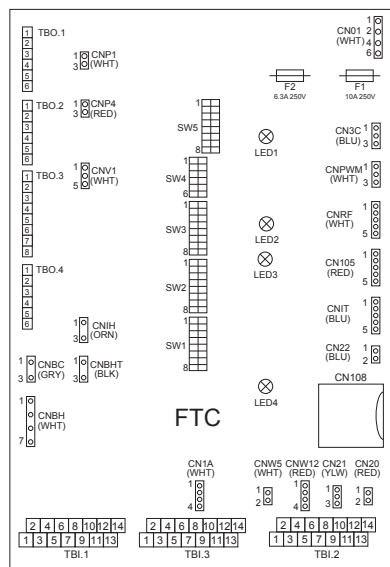 TBO.1
1
2
3
4
5
6
1
3
CNP1
(WHT)
TBO.2
1
2
3
4
5
6
1
3
CNP4
(RED)
TBO.3
1
2
3
4
5
6
7
8
1
5
CNV1
(WHT)
TBO.4
1
2
3
4
5
6
1
3
CNIH
(ORN)
1
3
CNBC
(GRY)
1
3
CNBHT
(BLK)
1
7
CNBH
(WHT)
1
SW5
8
1
SW4
6
1
SW3
8
1
SW2
8
1
SW1
8
LED1
LED2
LED3
LED4
FTC
CN01
(WHT)
1
2
4
6
F2
6.3A 250V
F1
10A 250V
CN3C
(BLU)
1
3
CNPWM
(WHT)
1
3
CNRF
(WHT)
1
5
CN105
(RED)
1
5
CNIT
(BLU)
1
5
CN22
(BLU)
1
2
CN108
CN1A
(WHT)
1
4
CNW5
(WHT)
1
2
CNW12
(RED)
1
4
CN21
(YLW)
1
3
CN20
(RED)
1
2
2 4 6 8 10 12 14
1 3 5 7 9 11 13
TBI.1
2 4 6 8 10 12 14
1 3 5 7 9 11 13
TBI.3
2 4 6 8 10 12 14
1 3 5 7 9 11 13
TBI.2